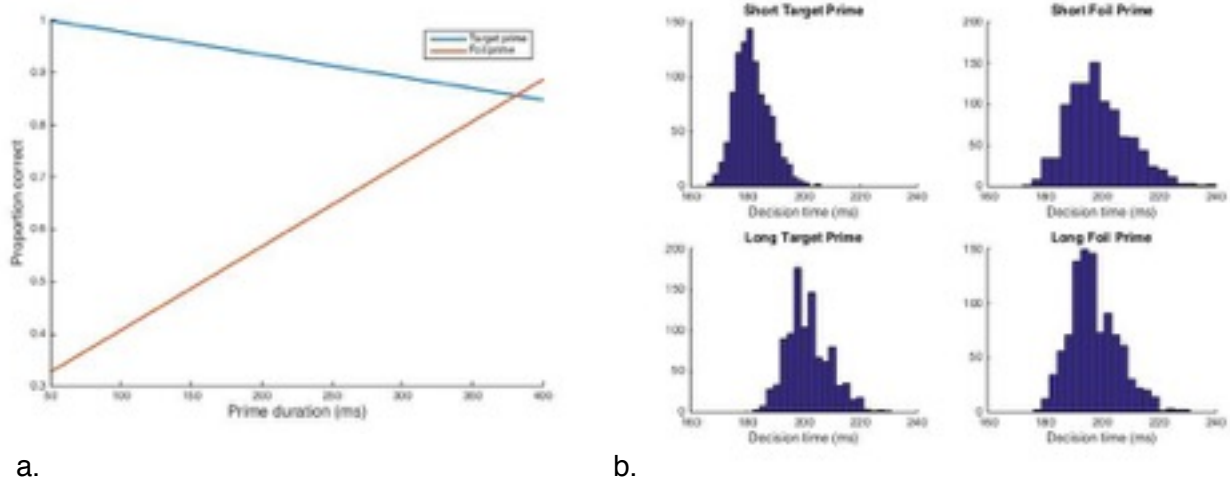 1
0.9
0.8
0.7
0.6
0.5
0.4
0.3
50 100 150 200 250 300 350 400
Proportion correct
Prime duration (ms)
Target prime
Foil prime
Short Target Prime
150
100
50
0
160 180 200 220 240
Decision time (ms)
Short Foil Prime
200
150
100
50
0
160 180 200 220 240
Decision time (ms)
Long Target Prime
200
150
100
50
0
160 180 200 220 240
Decision time (ms)
Long Foil Prime
150
100
50
0
160 180 200 220 240
Decision time (ms)
a.
b.